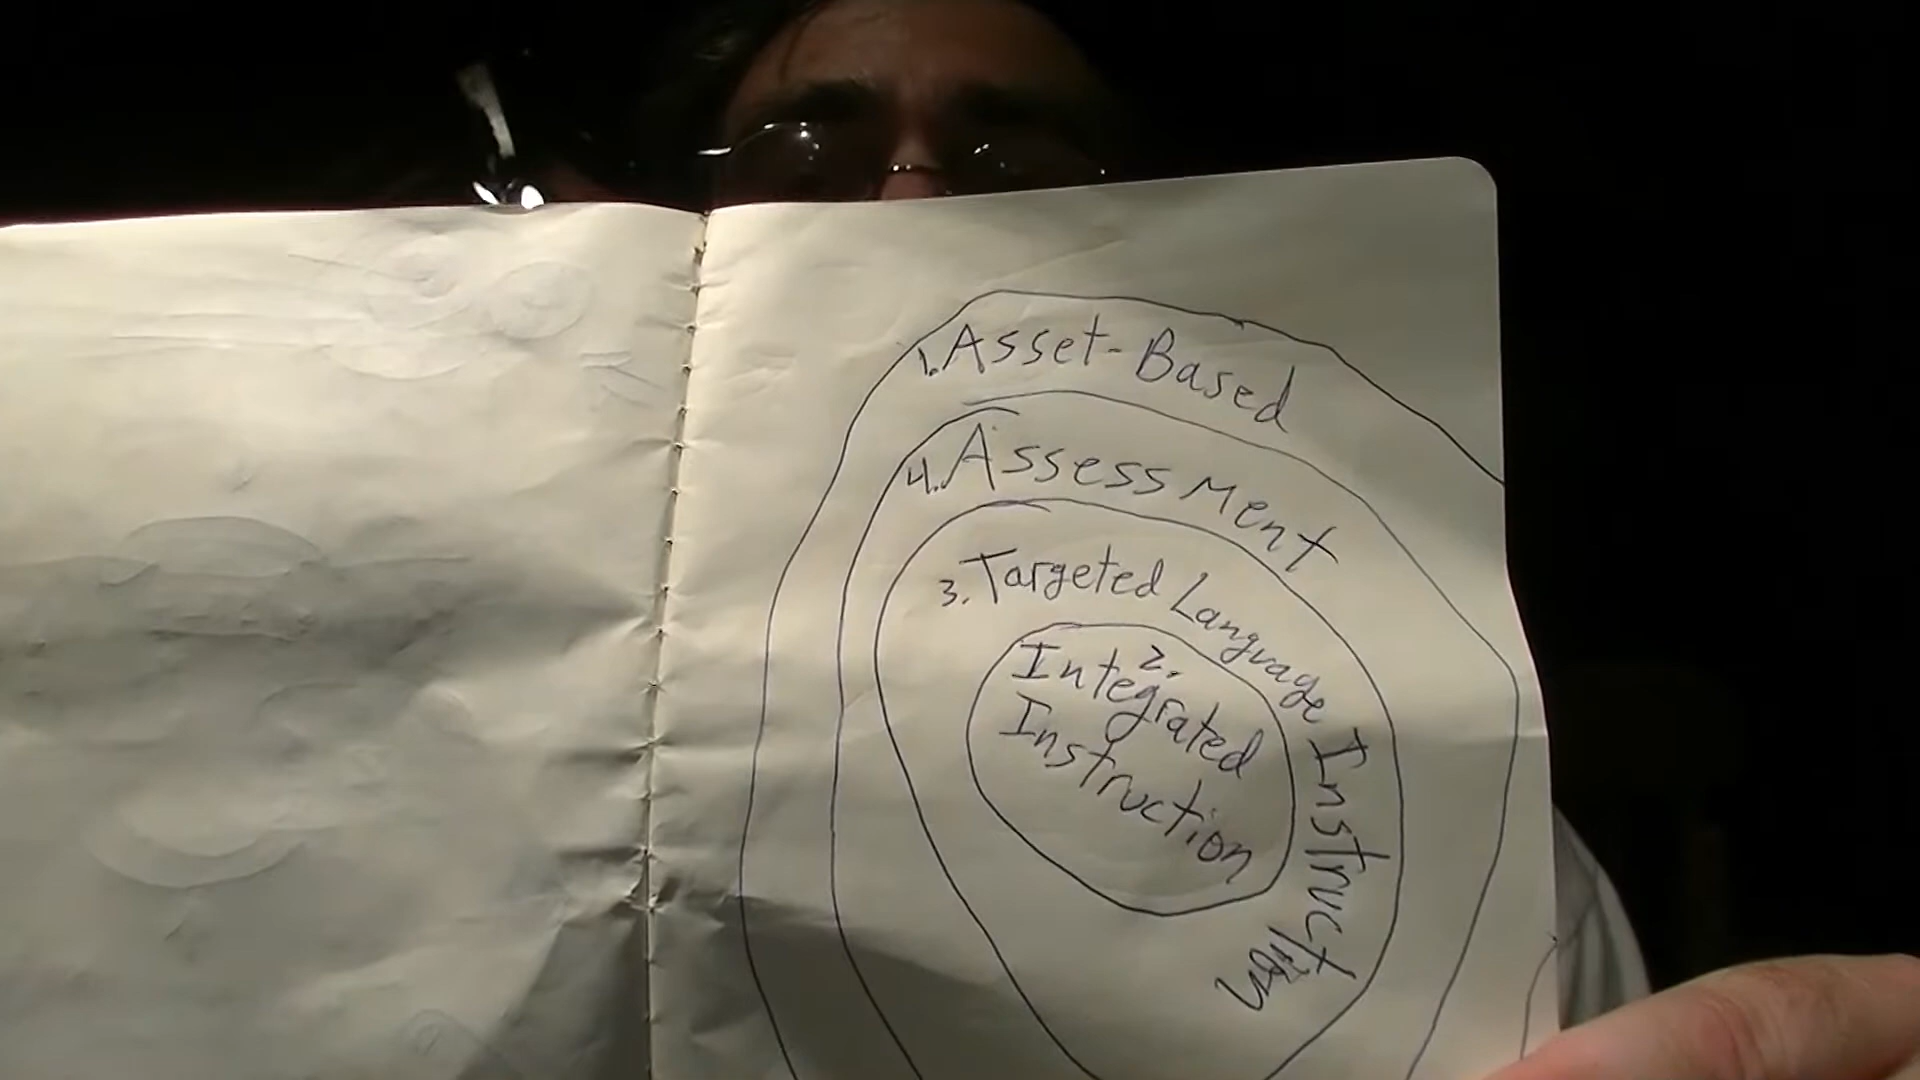 1. Asset-Based
4. Assessment
3. Targeted Language Instruction
2.
Integrated
Instruction